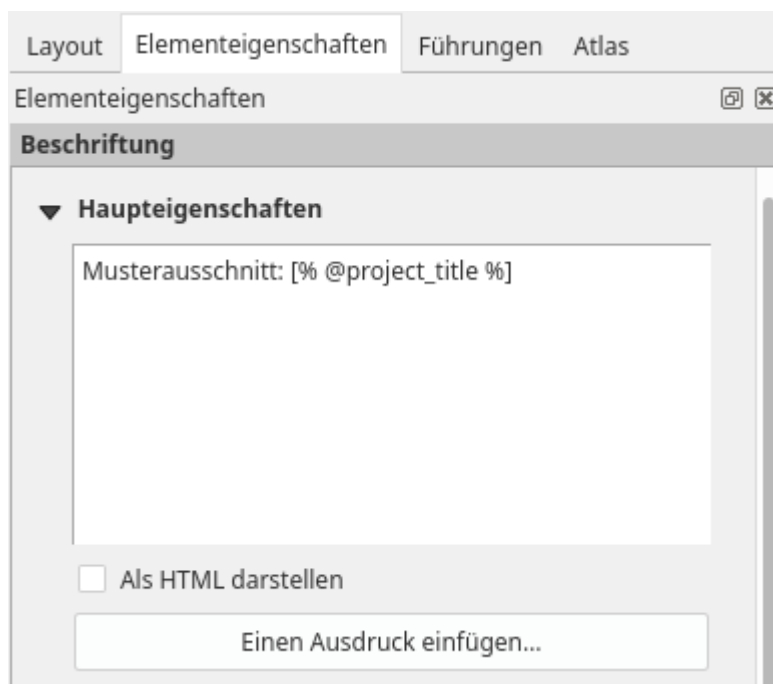 Layout Elementeigenschaften Führungen Atlas
Elementeigenschaften
Beschriftung
Haupteigenschaften
Musterausschnitt: [% @project_title %]
Als HTML darstellen
Einen Ausdruck einfügen...